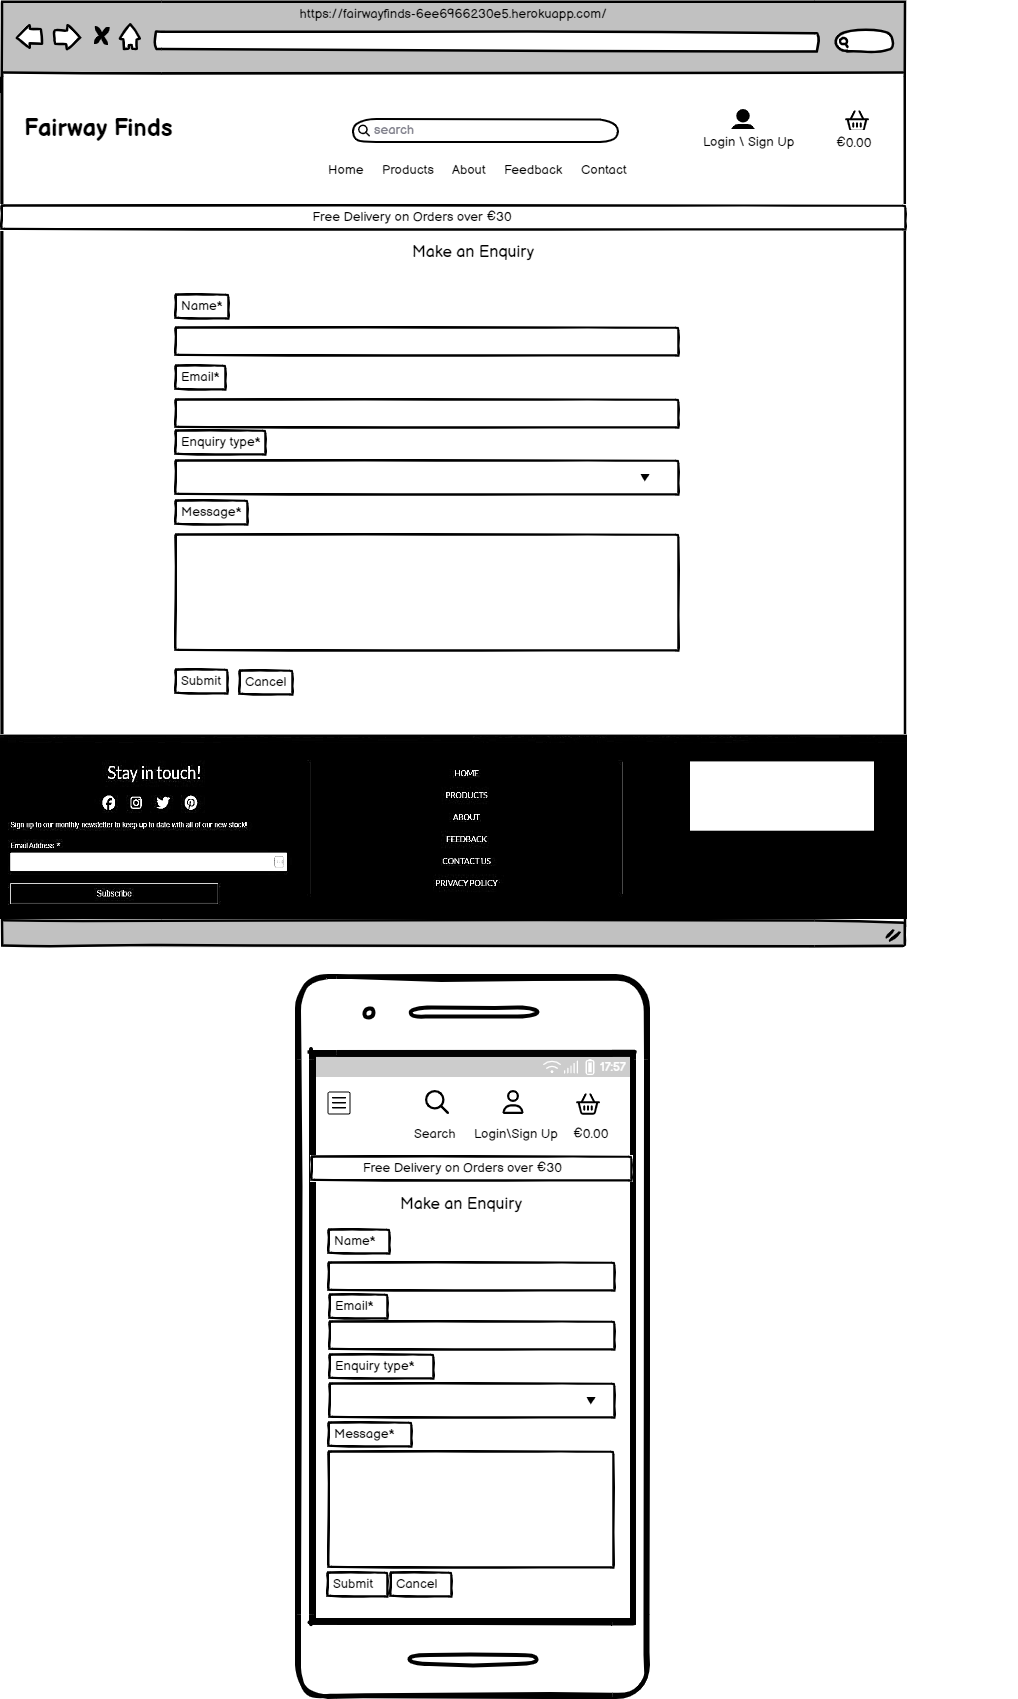 https://fairwayfinds-6ee6966230e5.herokuapp.com/
Fairway Finds
search
Login \ Sign Up
€0.00
Home Products About Feedback Contact
Free Delivery on Orders over €30
Make an Enquiry
Name*
Email*
Enquiry type*
Message*
Submit Cancel
Stay in touch!
Sign up to our monthly newsletter to keep up to date with all of our new stock!
Email Address *
Subscribe
HOME
PRODUCTS
ABOUT
FEEDBACK
CONTACT US
PRIVACY POLICY
17:57
Search Login\Sign Up €0.00
Free Delivery on Orders over €30
Make an Enquiry
Name*
Email*
Enquiry type*
Message*
Submit Cancel